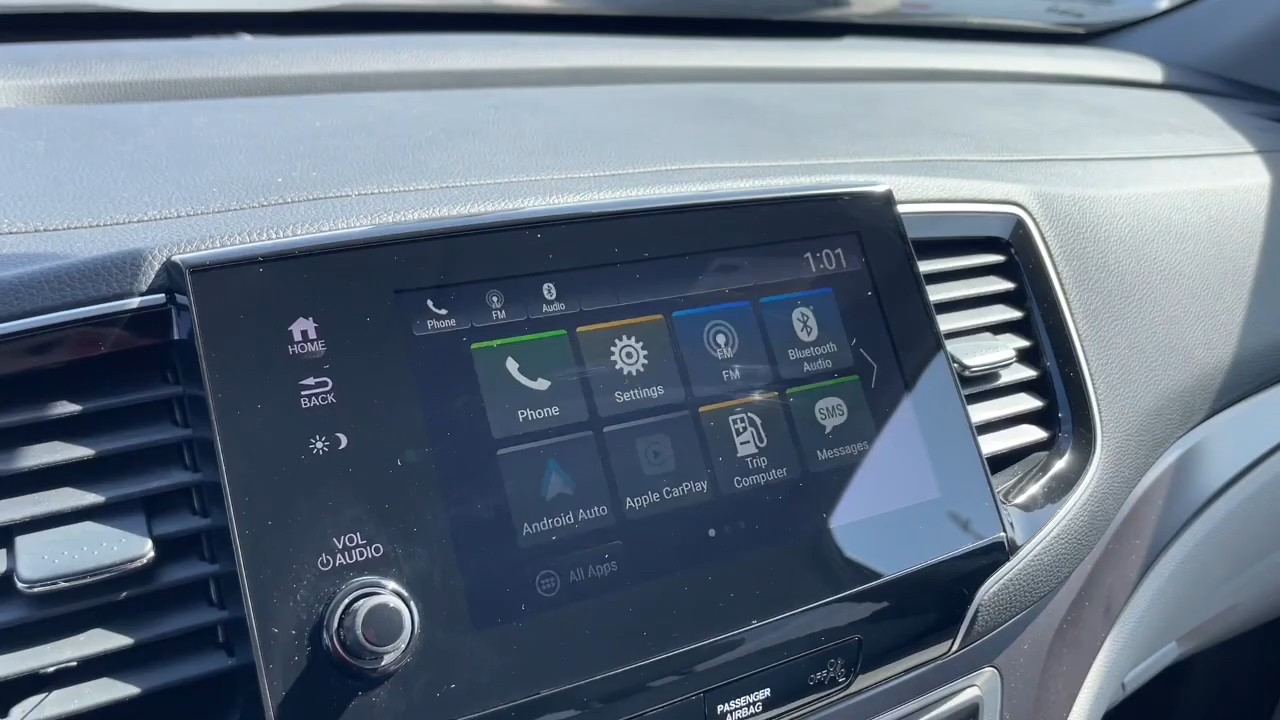 1:01
Phone
FM
Audio
HOME
BACK
VOL
AUDIO
Phone
Settings
FM
FM
Bluetooth
Audio
Android Auto
Apple CarPlay
Trip
Computer
SMS
Messages
All Apps
PASSENGER
AIRBAG
OFF